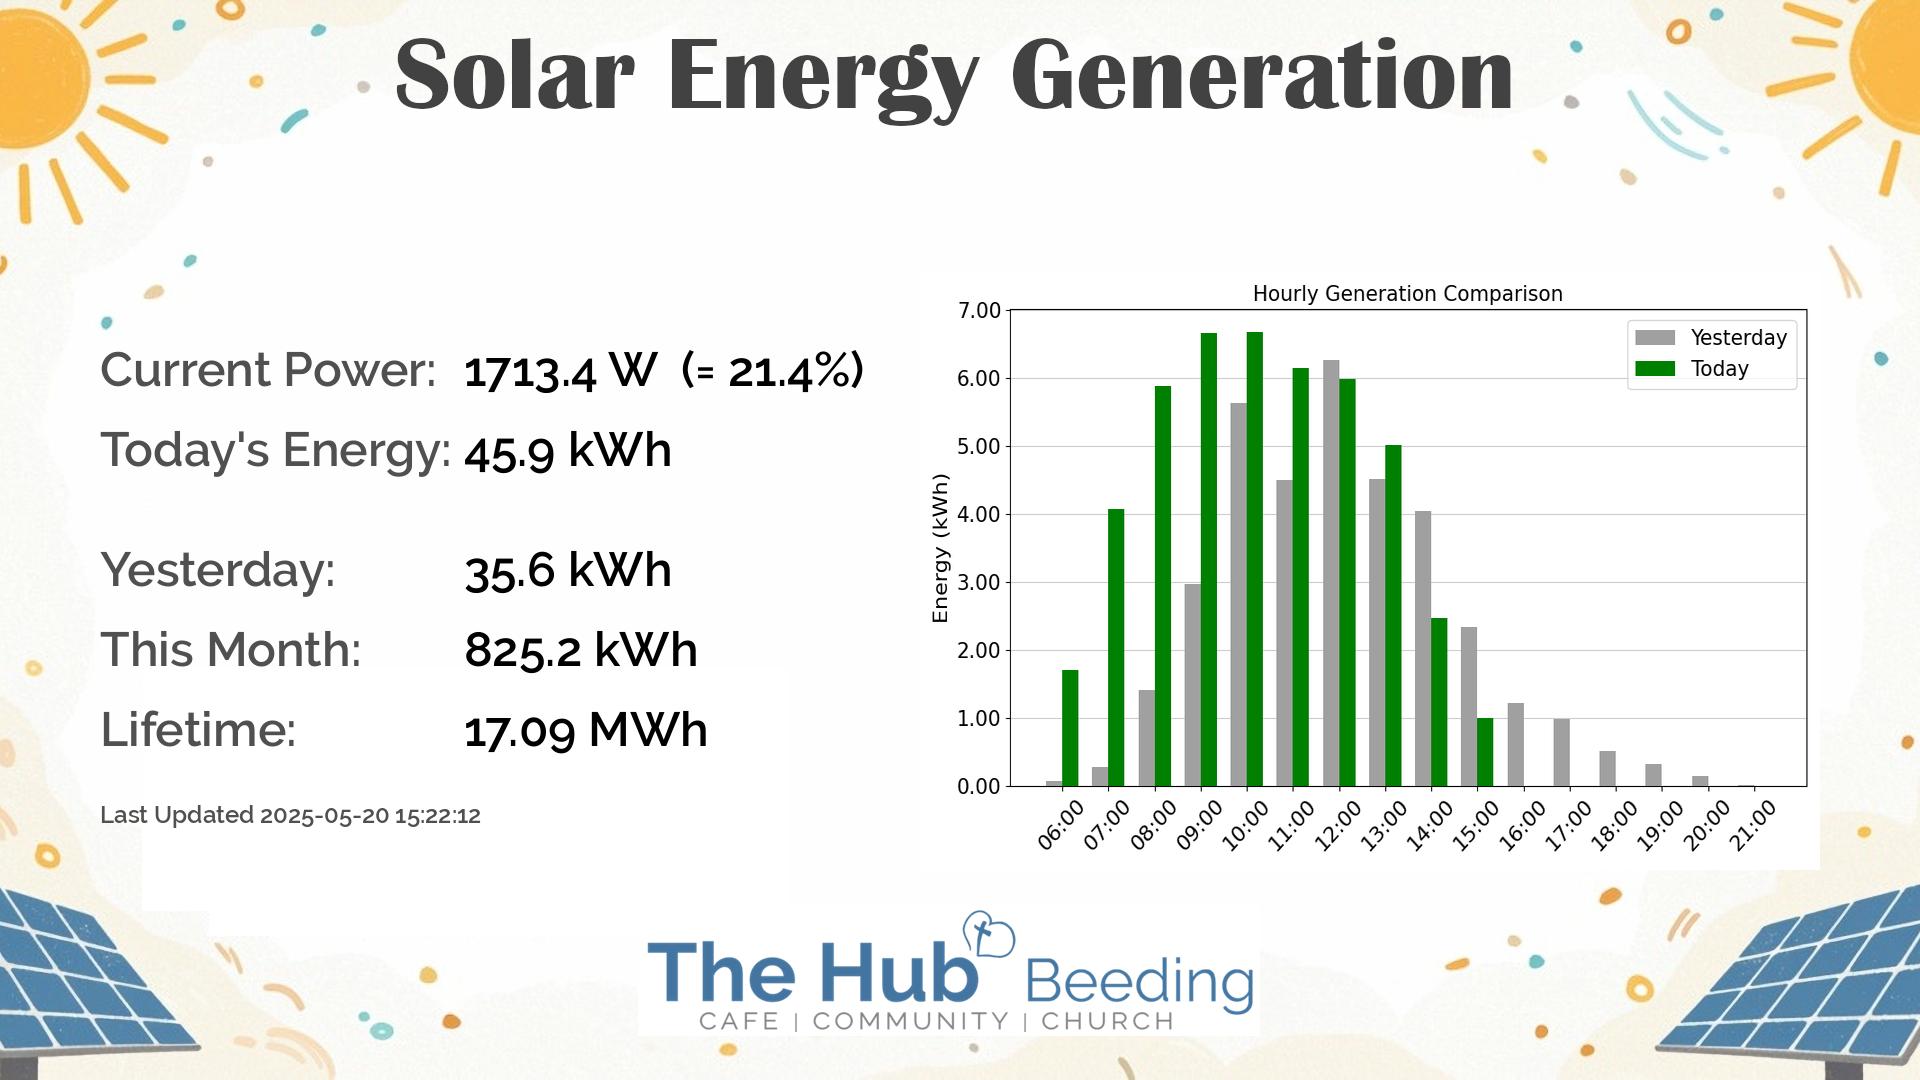 Solar Energy Generation
Current Power: 1713.4 W (= 21.4%)
Today's Energy: 45.9 kWh
Yesterday: 35.6 kWh
This Month: 825.2 kWh
Lifetime: 17.09 MWh
Last Updated 2025-05-20 15:22:12
Hourly Generation Comparison
Yesterday
Today
Energy (kWh)
7.00
6.00
5.00
4.00
3.00
2.00
1.00
0.00
06:00 07:00 08:00 09:00 10:00 11:00 12:00 13:00 14:00 15:00 16:00 17:00 18:00 19:00 20:00 21:00
The Hub Beeding
CAFE | COMMUNITY | CHURCH